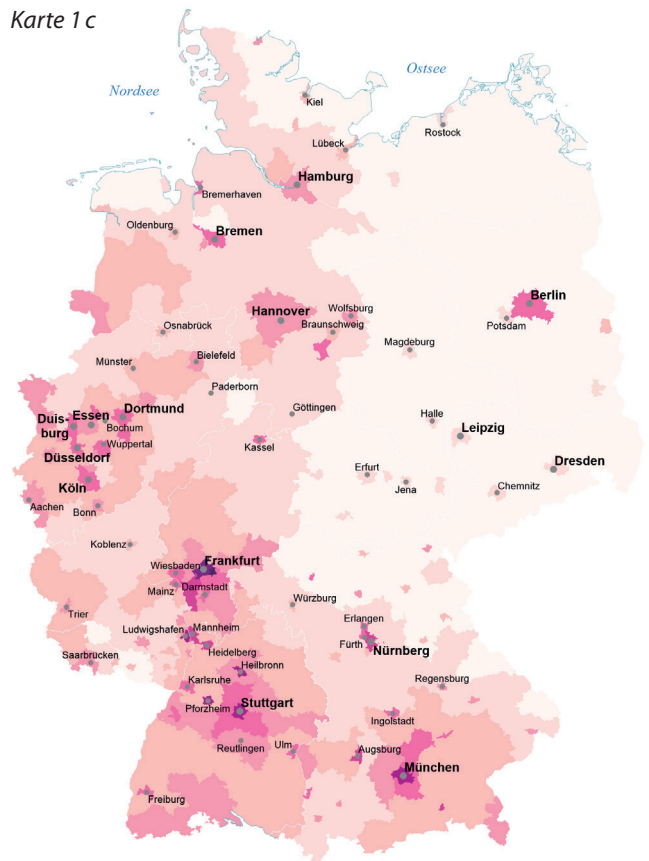 Karte 1 c
Ostsee
Nordsee
Kiel
Rostock
Lübeck
Hamburg
Bremerhaven
Oldenburg
Bremen
Berlin
Wolfsburg
Hannover
Potsdam
Braunschweig
Osnabrück
Magdeburg
Bielefeld
Münster
Paderborn
Göttingen
Dortmund
Essen
Duis-
burg
Bochum
Halle
Leipzig
Wuppertal
Kassel
Düsseldorf
Dresden
Erfurt
Köln
Jena
Chemnitz
Aachen
Bonn
Koblenz
Frankfurt
Wiesbaden
Darmstadt
Mainz
Würzburg
Trier
Erlangen
Mannheim
Ludwigshafen
Fürth
Nürnberg
Heidelberg
Saarbrücken
Heilbronn
Karlsruhe
Regensburg
Stuttgart
Pforzheim
Ingolstadt
Reutlingen
Ulm
Augsburg
München
Freiburg